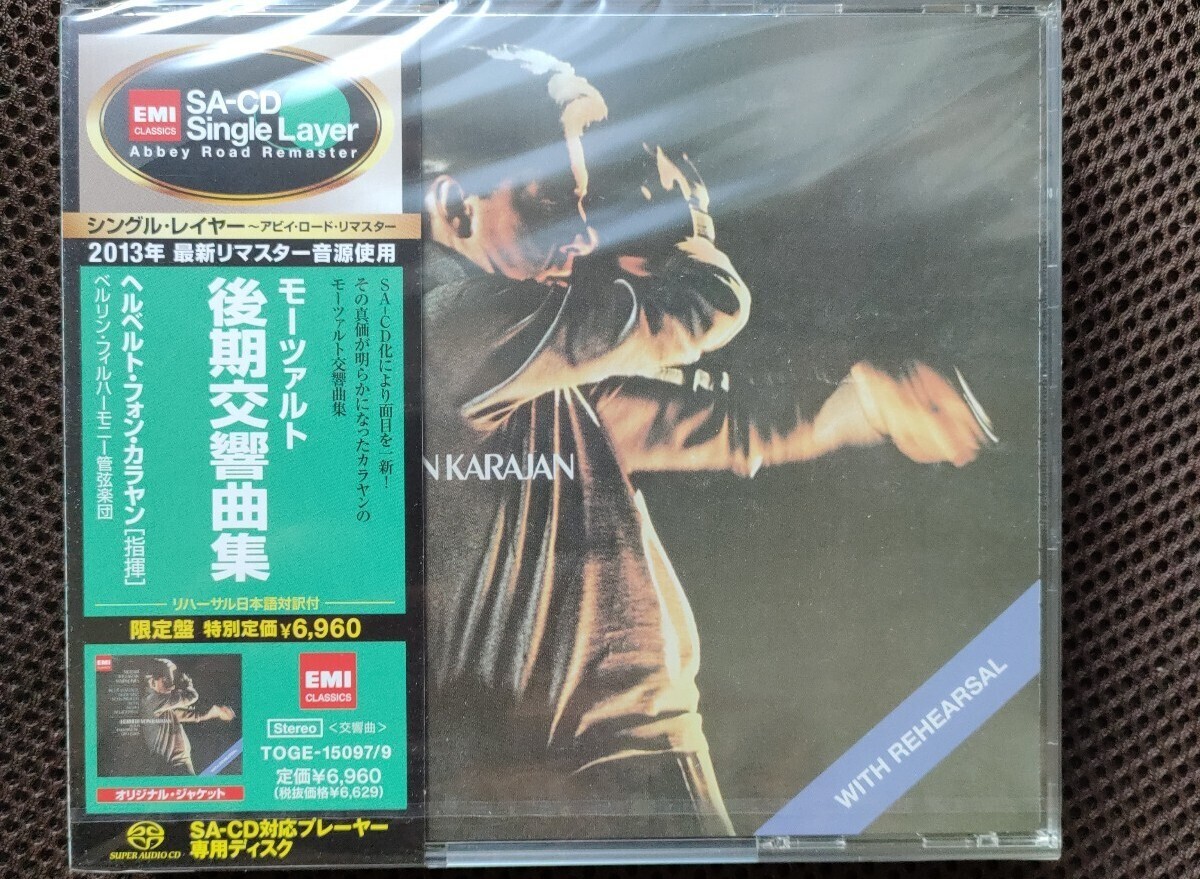 EMI
CLASSICS
SA-CD
Single Layer
Abbey Road Remaster
シングル・レイヤー～アビイ・ロード・リマスター
2013年 最新リマスター音源使用
SA-CD化により面目を一新!
その真価が明らかになったカラヤンの
モーツァルト交響曲集
モーツァルト
後期交響曲集
ヘルベルト・フォン・カラヤン[指揮]
ベルリン・フィルハーモニー管弦楽団
リハーサル日本語対訳付
限定盤 特別定価¥6,960
EMI
EMI
CLASSICS
Stereo <交響曲>
TOGE-15097/9
定価¥6,960
(税抜価格¥6,629)
オリジナル・ジャケット
SUPER AUDIO CD
SA-CD対応プレーヤー
専用ディスク
N KARAJAN
WITH REHEARSAL